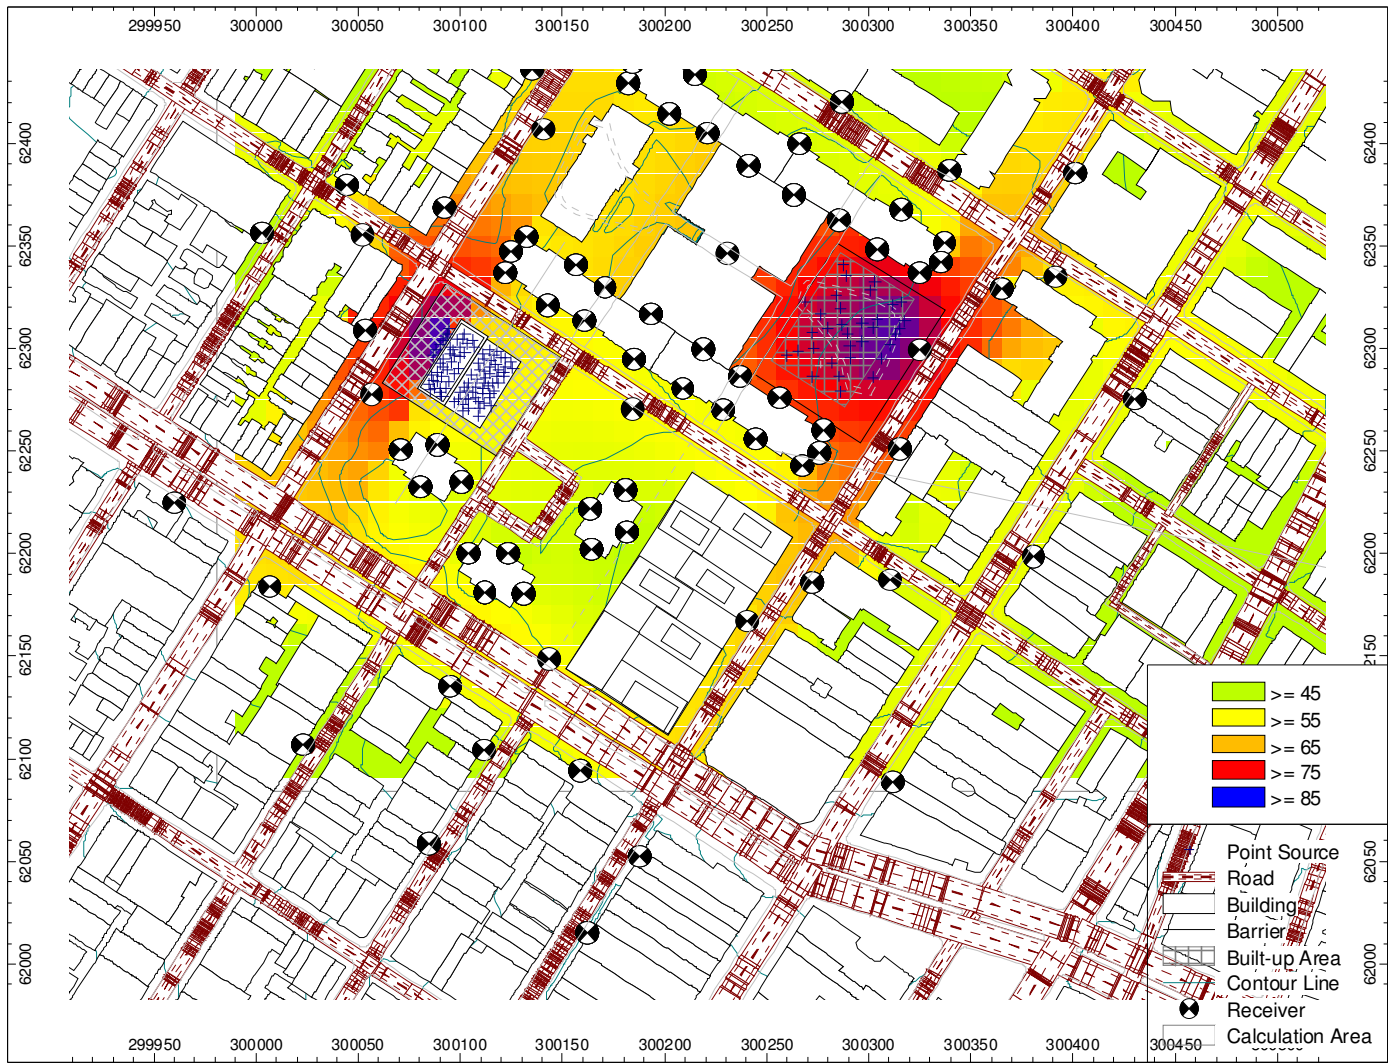 299950 300000 300050 300100 300150 300200 300250 300300 300350 300400 300450 300500
62400 62400
62350 62350
62300 62300
62250 62250
62200 62200
62150 62150
62100
62050 62050
62000 62000
>= 45
>= 55
>= 65
>= 75
>= 85
Point Source
Road
Building
Barrier
Built-up Area
Contour Line
Receiver
Calculation Area
299950 300000 300050 300100 300150 300200 300250 300300 300350 300400 300450